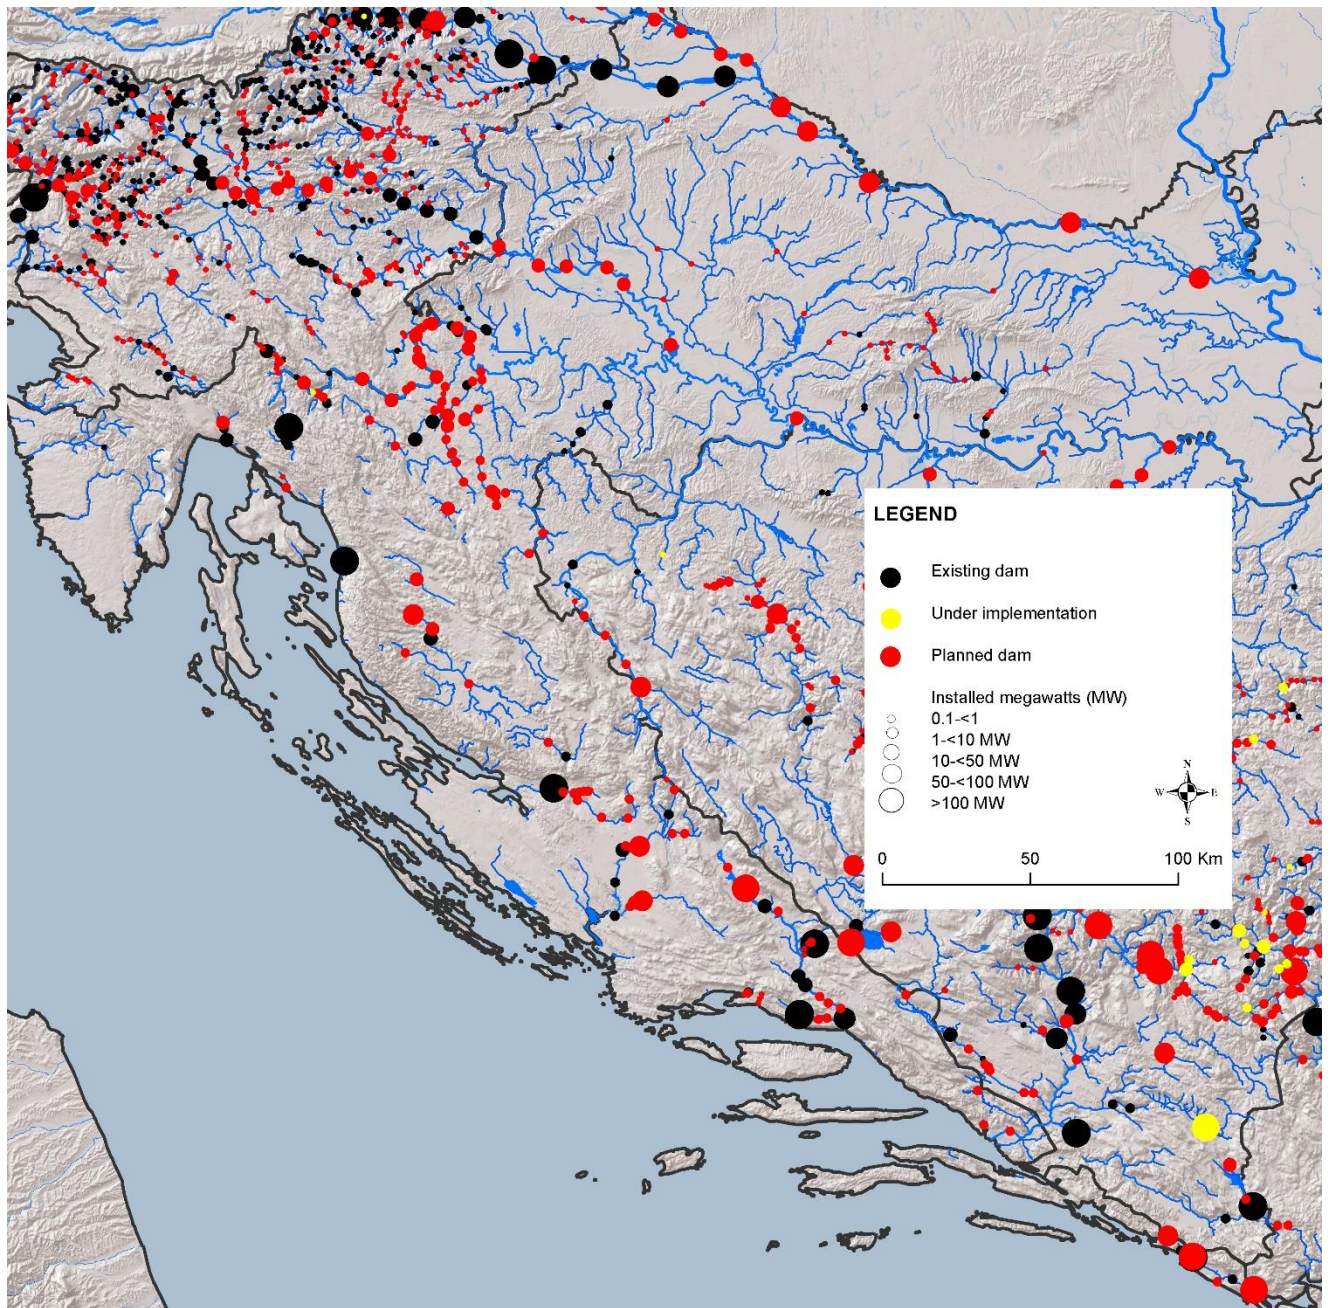 LEGEND
Existing dam
Under implementation
Planned dam
Installed megawatts (MW)
0.1-<1
1-<10 MW
10-<50 MW
50-<100 MW
>100 MW
N
W E
S
0 50 100 Km